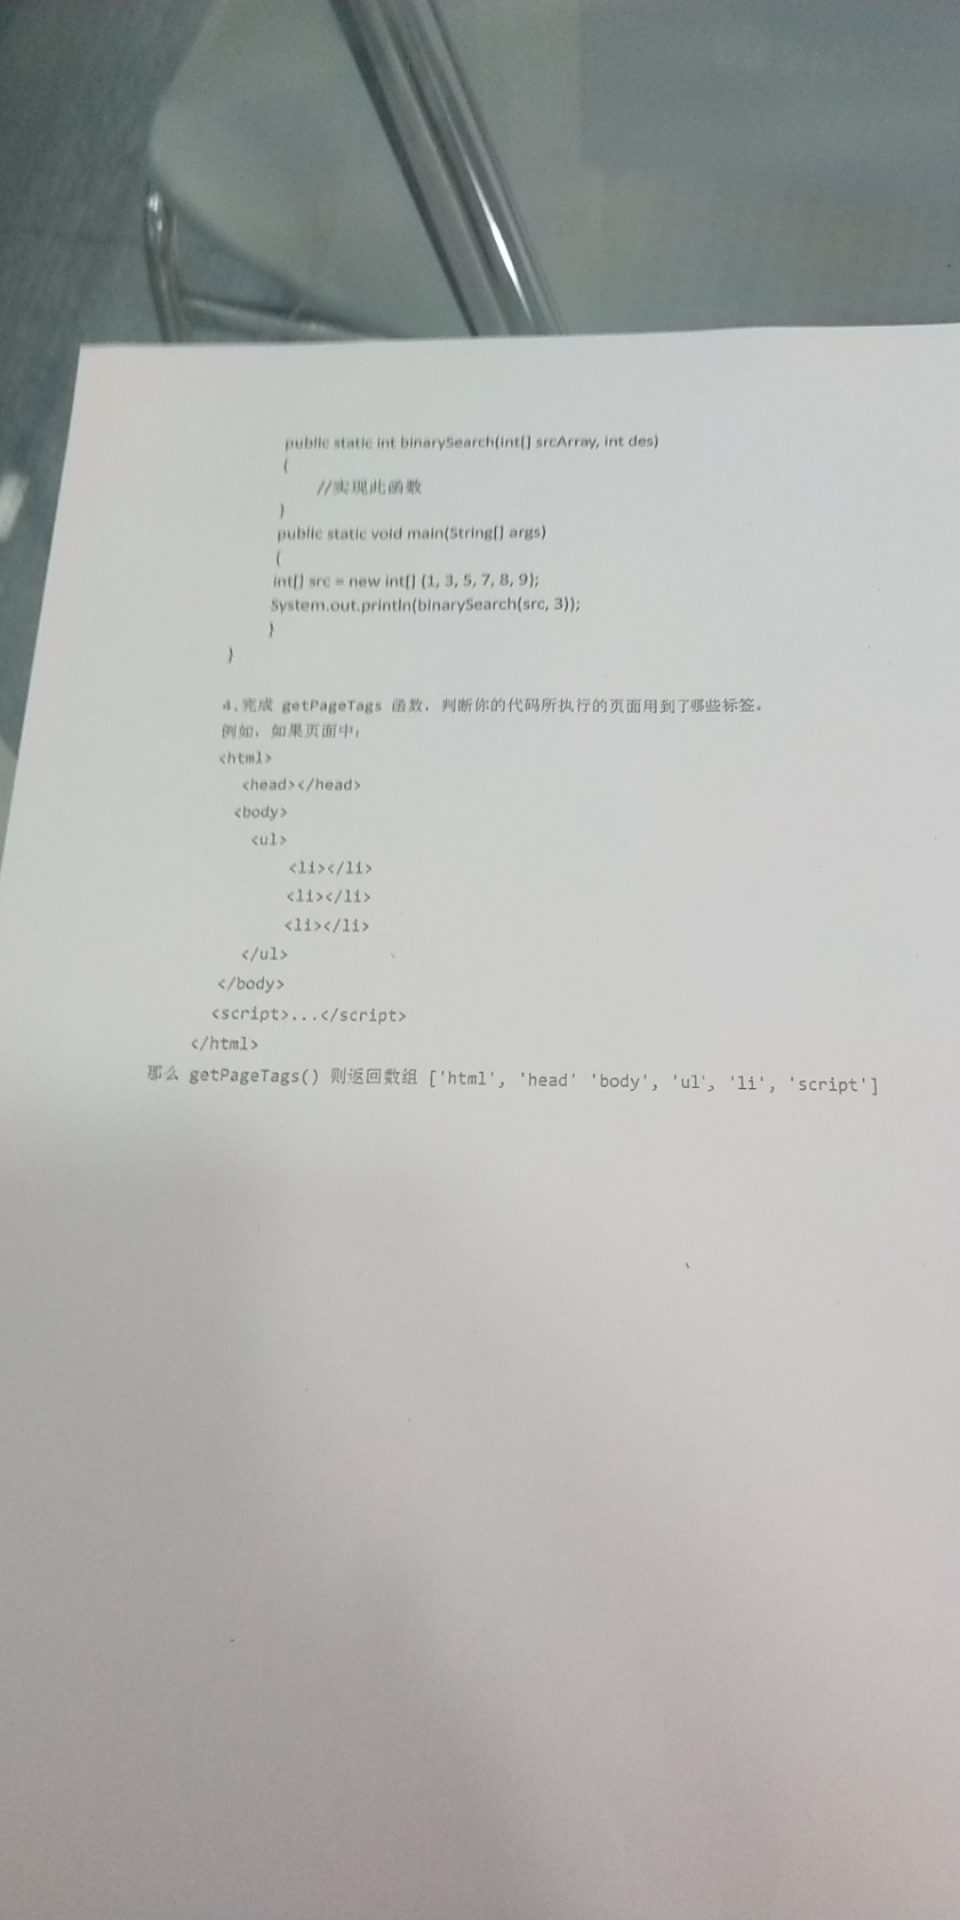 public static int binarySearch(int[] srcArray, int des)
{
//实现此函数
}
public static void main(String[] args)
{
int[] src = new int[] {1, 3, 5, 7, 8, 9};
System.out.println(binarySearch(src, 3));
}
}
4、完成 getPageTags 函数，判断你的代码所执行的页面用到了哪些标签。
例如，如果页面中：
<html>
<head></head>
<body>
<ul>
<li></li>
<li></li>
<li></li>
</ul>
</body>
<script>...</script>
</html>
那么 getPageTags() 则返回数组 ['html', 'head' 'body', 'ul', 'li', 'script']